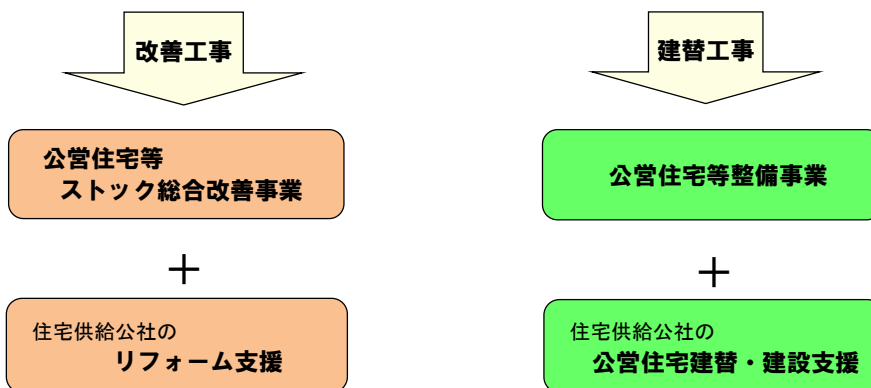 改善工事
建替工事
公営住宅等
ストック総合改善事業
公営住宅等整備事業
＋
＋
住宅供給公社の
リフォーム支援
住宅供給公社の
公営住宅建替・建設支援